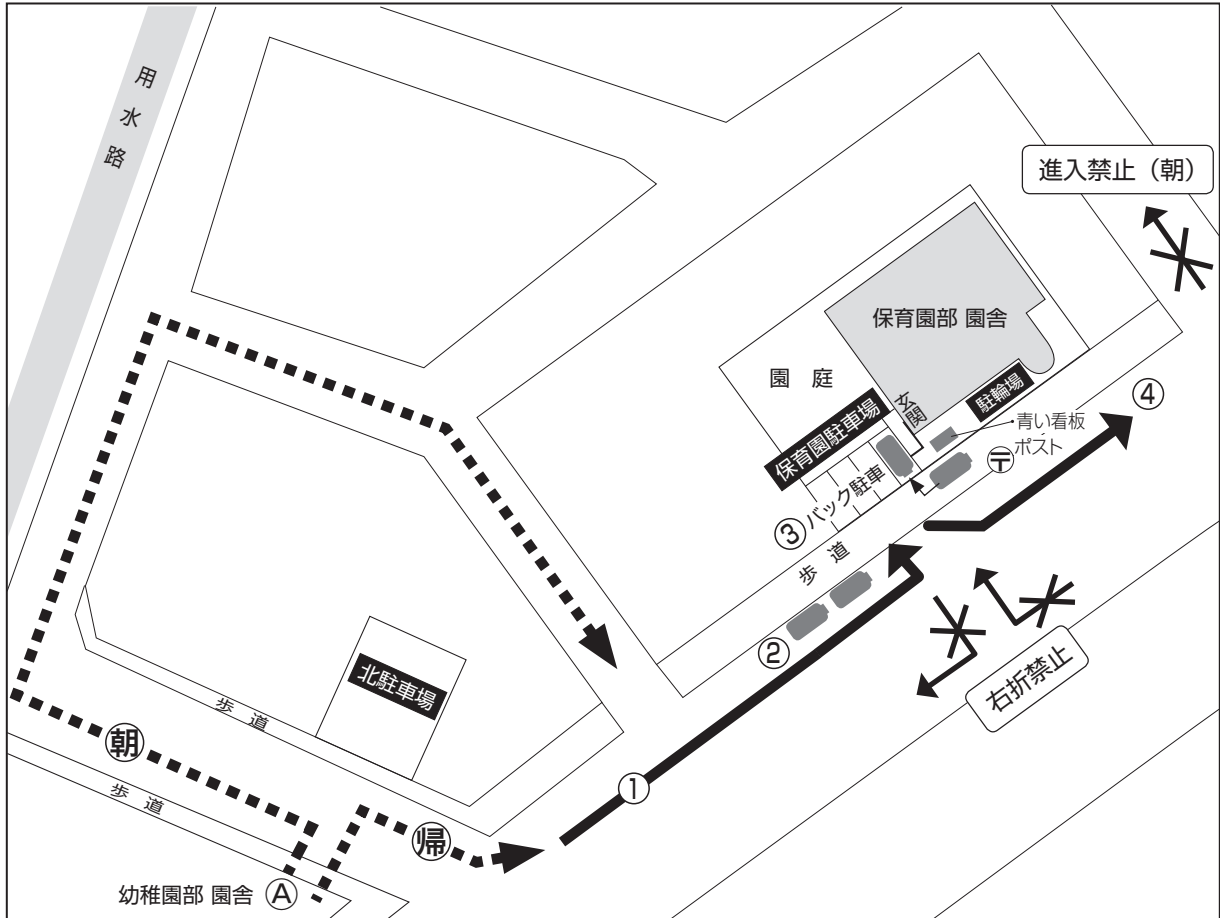 用水路
進入禁止（朝）
保育園部 園舎
園 庭
玄関
駐輪場
④
青い看板
〒
ポスト
保育園駐車場
③
バック駐車
歩 道
②
右折禁止
北駐車場
歩 道
朝
①
歩 道
帰
幼稚園部 園舎 Ⓐ